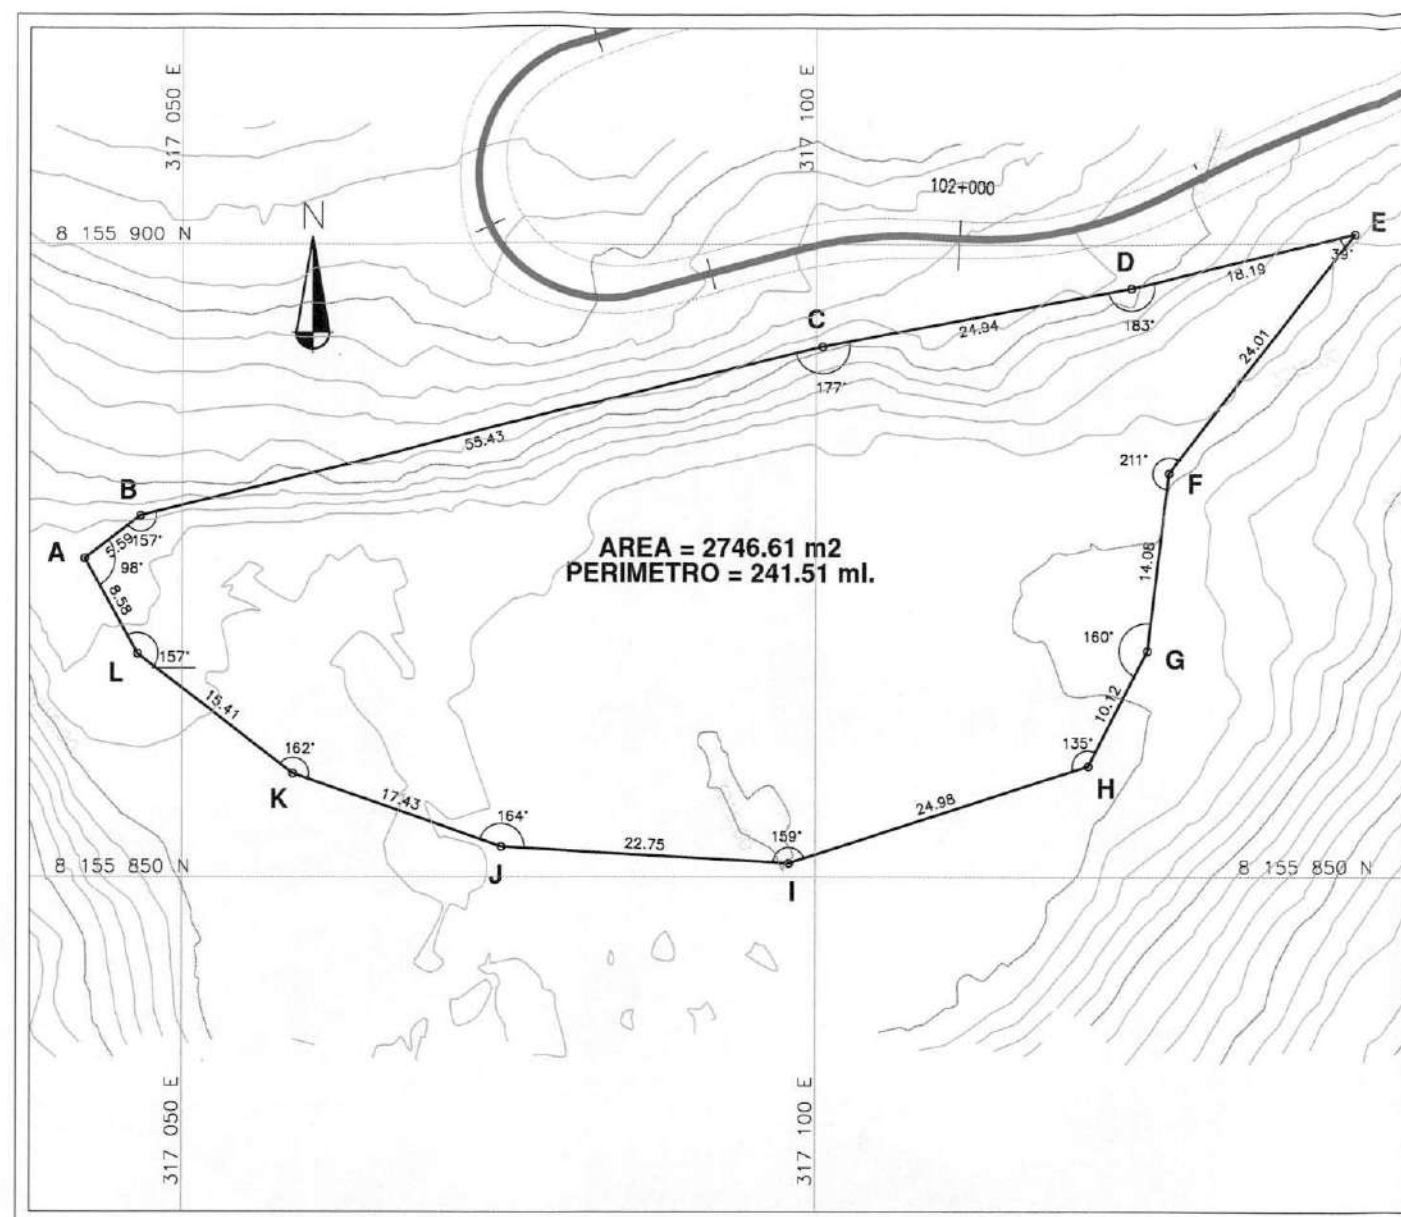 317 050 E
317 100 E
102+000
N
8 155 900 N
E
39°
D
18.19
183°
C
24.94
177°
24.01
55.43
211°
F
B
157°
5.59
A
98°
AREA = 2746.61 m2
PERIMETRO = 241.51 ml.
14.08
8.58
160°
G
157°
L
15.41
10.12
162°
135°
H
K
17.43
24.98
164°
22.75
159°
8 155 850 N
J
I
8 155 850 N
317 050 E
317 100 E